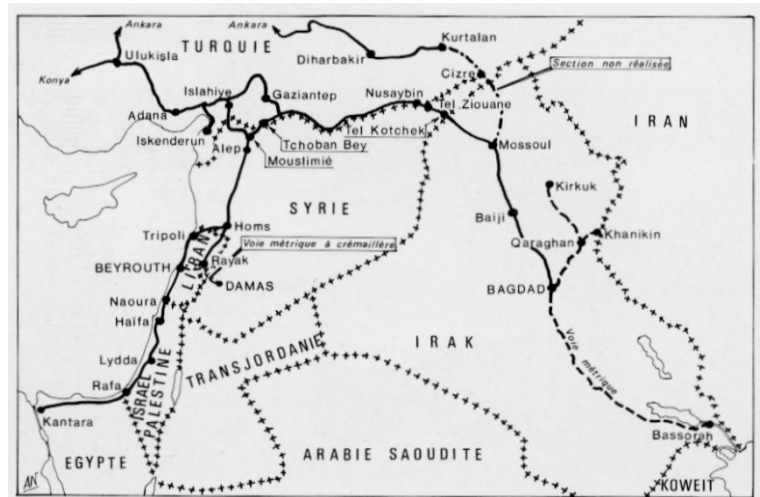 Ankara
Ankara
TURQUIE
Kurtalan
Ulukışla
Diharbakir
Konya
Cizre
Section non réalisée
Islahiye
Gaziantep
Nusaybin
Tel Ziouane
Adana
IRAN
Iskenderun
Tchoban Bey
Tel Kotchek
Alep
Mouslimié
Mossoul
Kirkuk
SYRIE
Baiji
Homs
Tripoli
Qaraghan
Khanikin
LIBAN
Voie métrique à crémaillère
BEYROUTH
Rayak
DAMAS
BAGDAD
Naoura
Haïfa
IRAK
Voie métrique
TRANSJORDANIE
Lydda
Rafa
ISRAEL
PALESTINE
Kantara
Bassorah
ARABIE SAOUDITE
EGYPTE
KOWEIT
AN